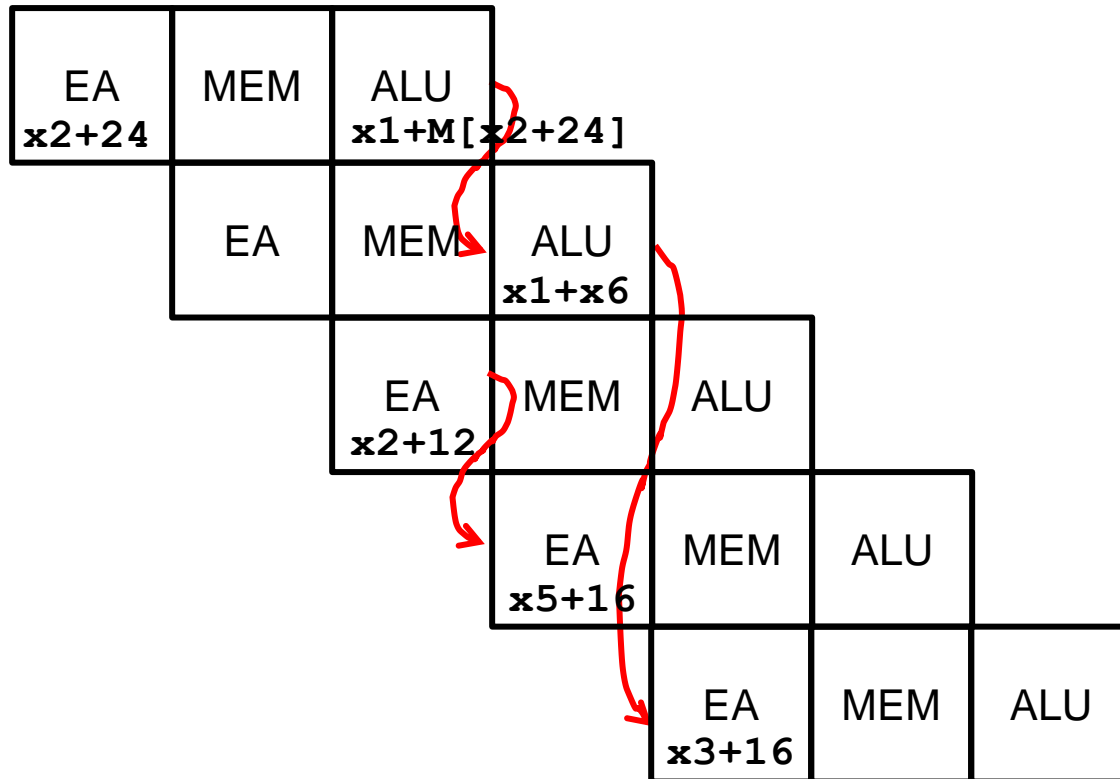 EA MEM ALU
x2+24 x1+M[x2+24]
EA MEM ALU
x1+x6
EA MEM ALU
x2+12
EA MEM ALU
x5+16
EA MEM ALU
x3+16